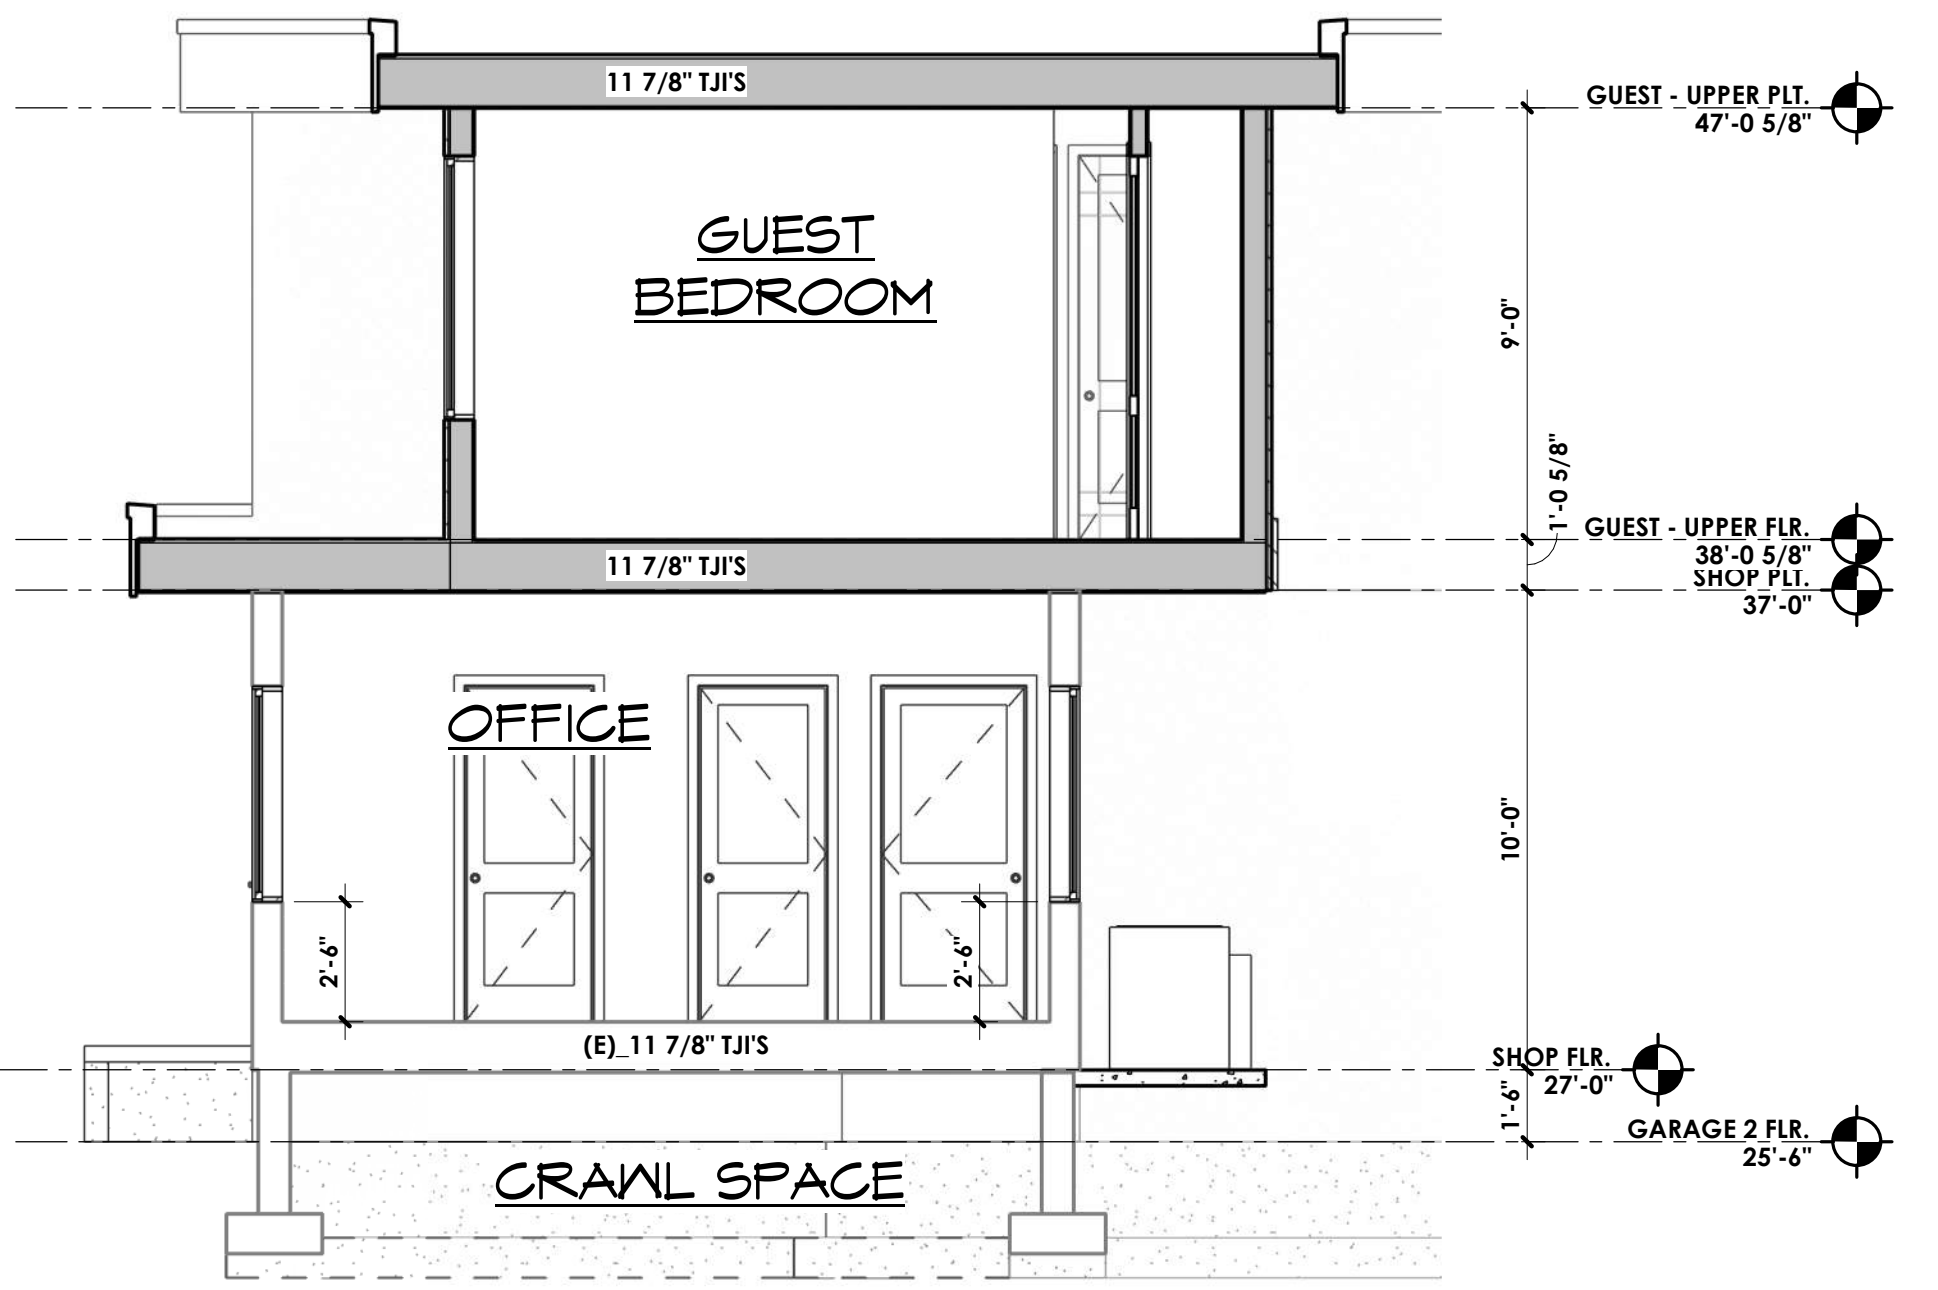 11 7/8" TJI'S
GUEST - UPPER PLT.
47'-0 5/8"
GUEST
BEDROOM
9'-0"
1'-0 5/8"
GUEST - UPPER FLR.
38'-0 5/8"
11 7/8" TJI'S
SHOP PLT.
37'-0"
OFFICE
10'-0"
2'-6"
2'-6"
(E)_11 7/8" TJI'S
SHOP FLR.
27'-0"
1'-6"
GARAGE 2 FLR.
25'-6"
CRAWL SPACE